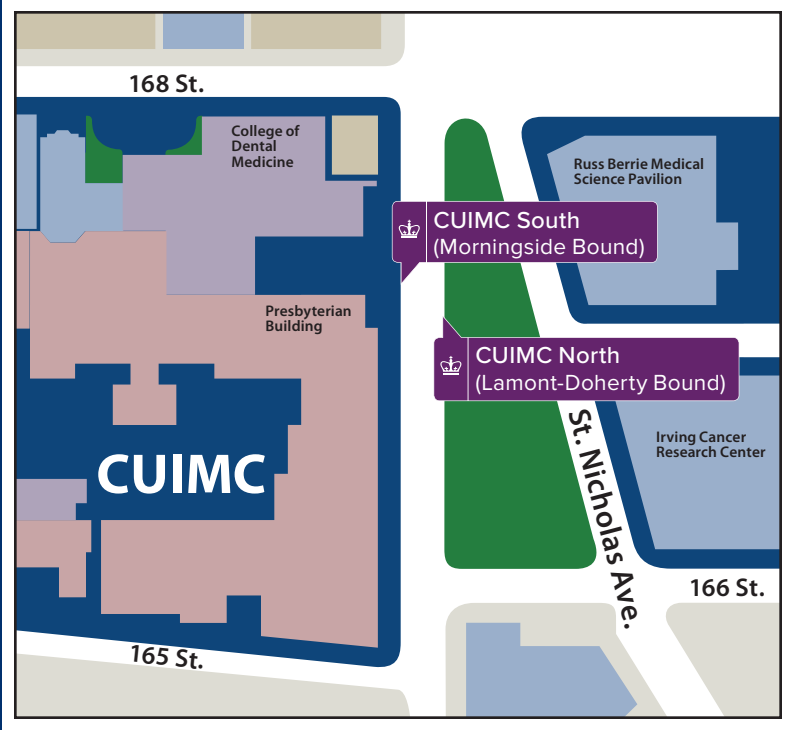 168 St.
College of
Dental
Medicine
Russ Berrie Medical
Science Pavilion
CUIMC South
(Morningside Bound)
Presbyterian
Building
CUIMC North
(Lamont-Doherty Bound)
St. Nicholas Ave.
Irving Cancer
Research Center
CUIMC
166 St.
165 St.